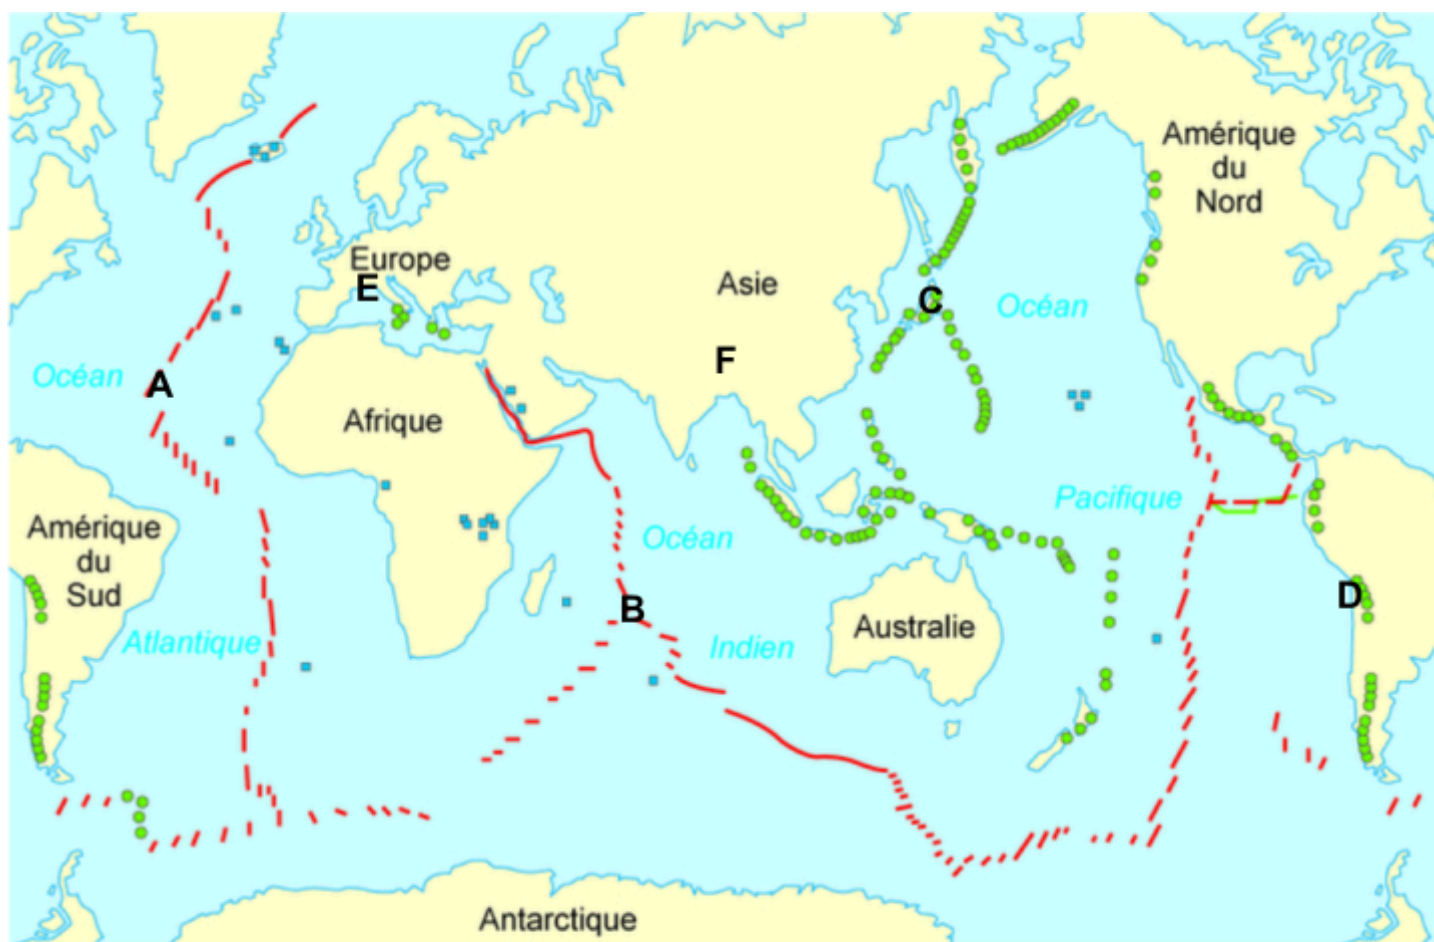 Amérique
du
Nord
Europe
E
Asie
C
Océan
F
Océan
A
Afrique
Pacifique
Amérique
du
Sud
Océan
B
D
Atlantique
Indien
Australie
Antarctique